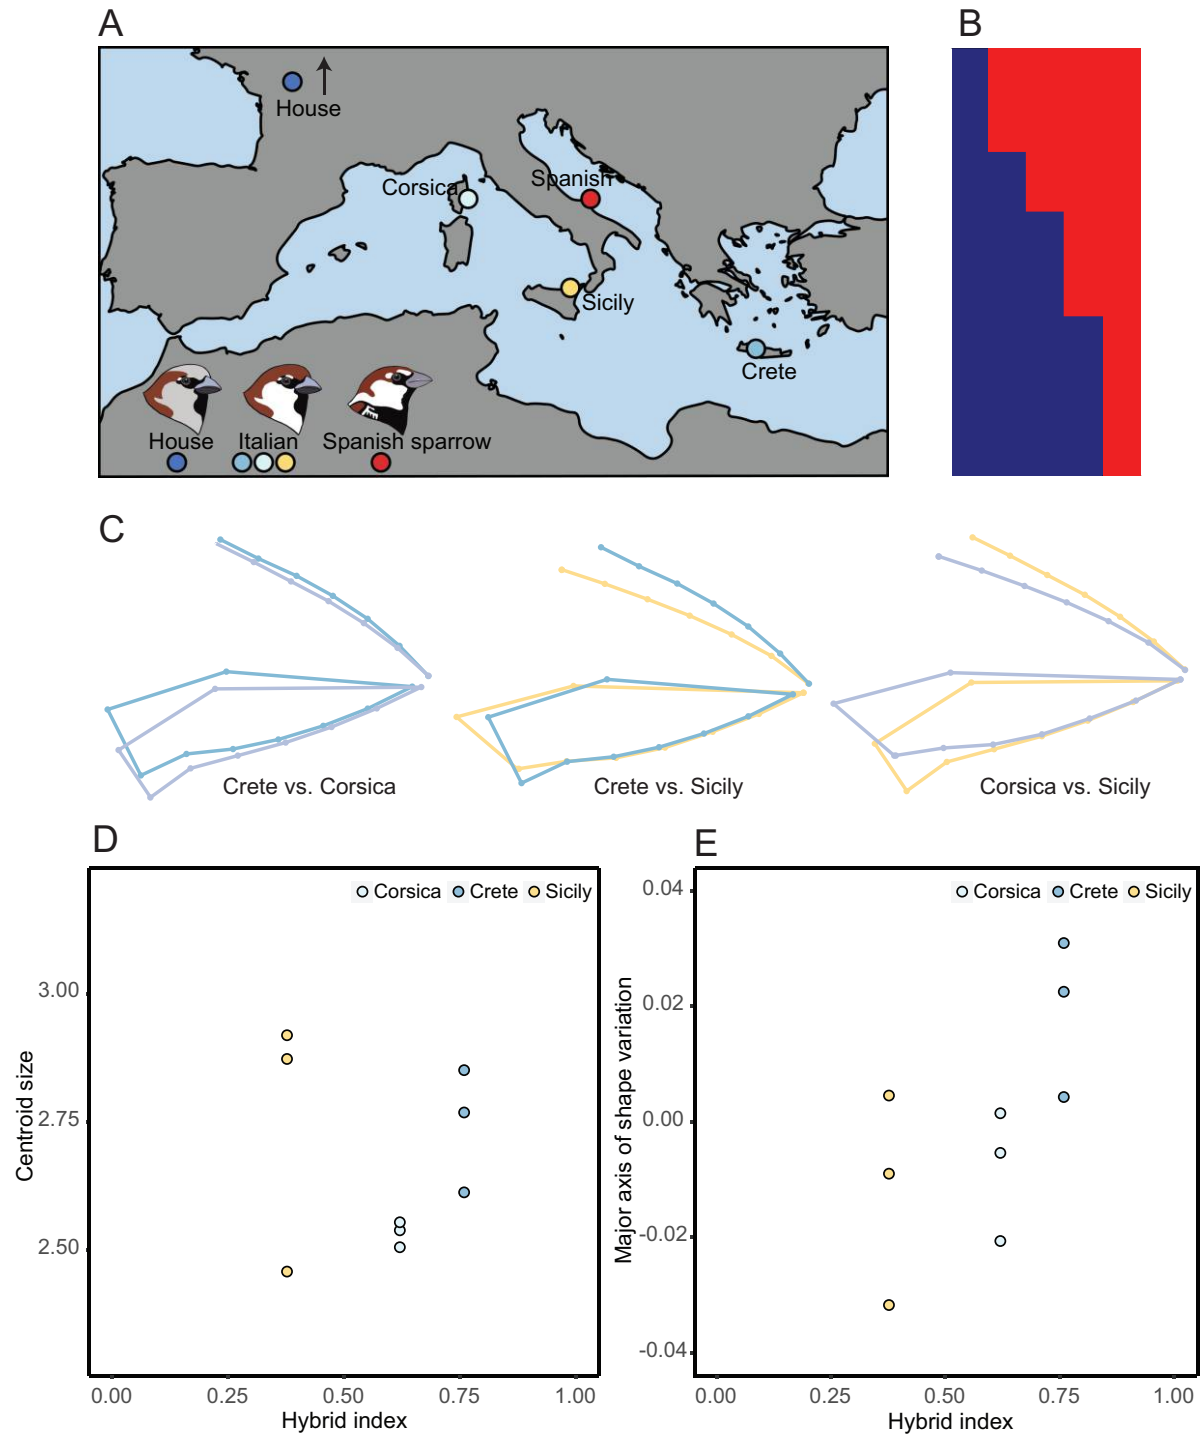 A
B
House
Corsica
Spanish
Sicily
Crete
House Italian Spanish sparrow
C
Crete vs. Corsica
Crete vs. Sicily
Corsica vs. Sicily
D
Corsica Crete Sicily
3.00
2.75
2.50
Centroid size
0.00 0.25 0.50 0.75 1.00
Hybrid index
E
Corsica Crete Sicily
0.04
0.02
0.00
-0.02
-0.04
Major axis of shape variation
0.00 0.25 0.50 0.75 1.00
Hybrid index